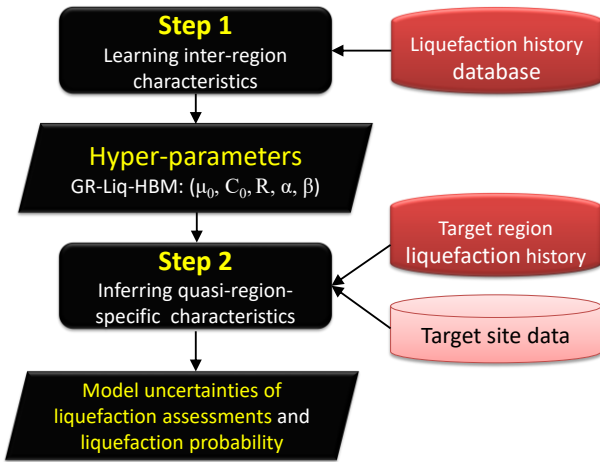 Step 1
Learning inter-region
characteristics
Liquefaction history
database
Hyper-parameters
GR-Liq-HBM: (μ₀, C₀, R, α, β)
Step 2
Inferring quasi-region-
specific characteristics
Target region
liquefaction history
Target site data
Model uncertainties of
liquefaction assessments and
liquefaction probability